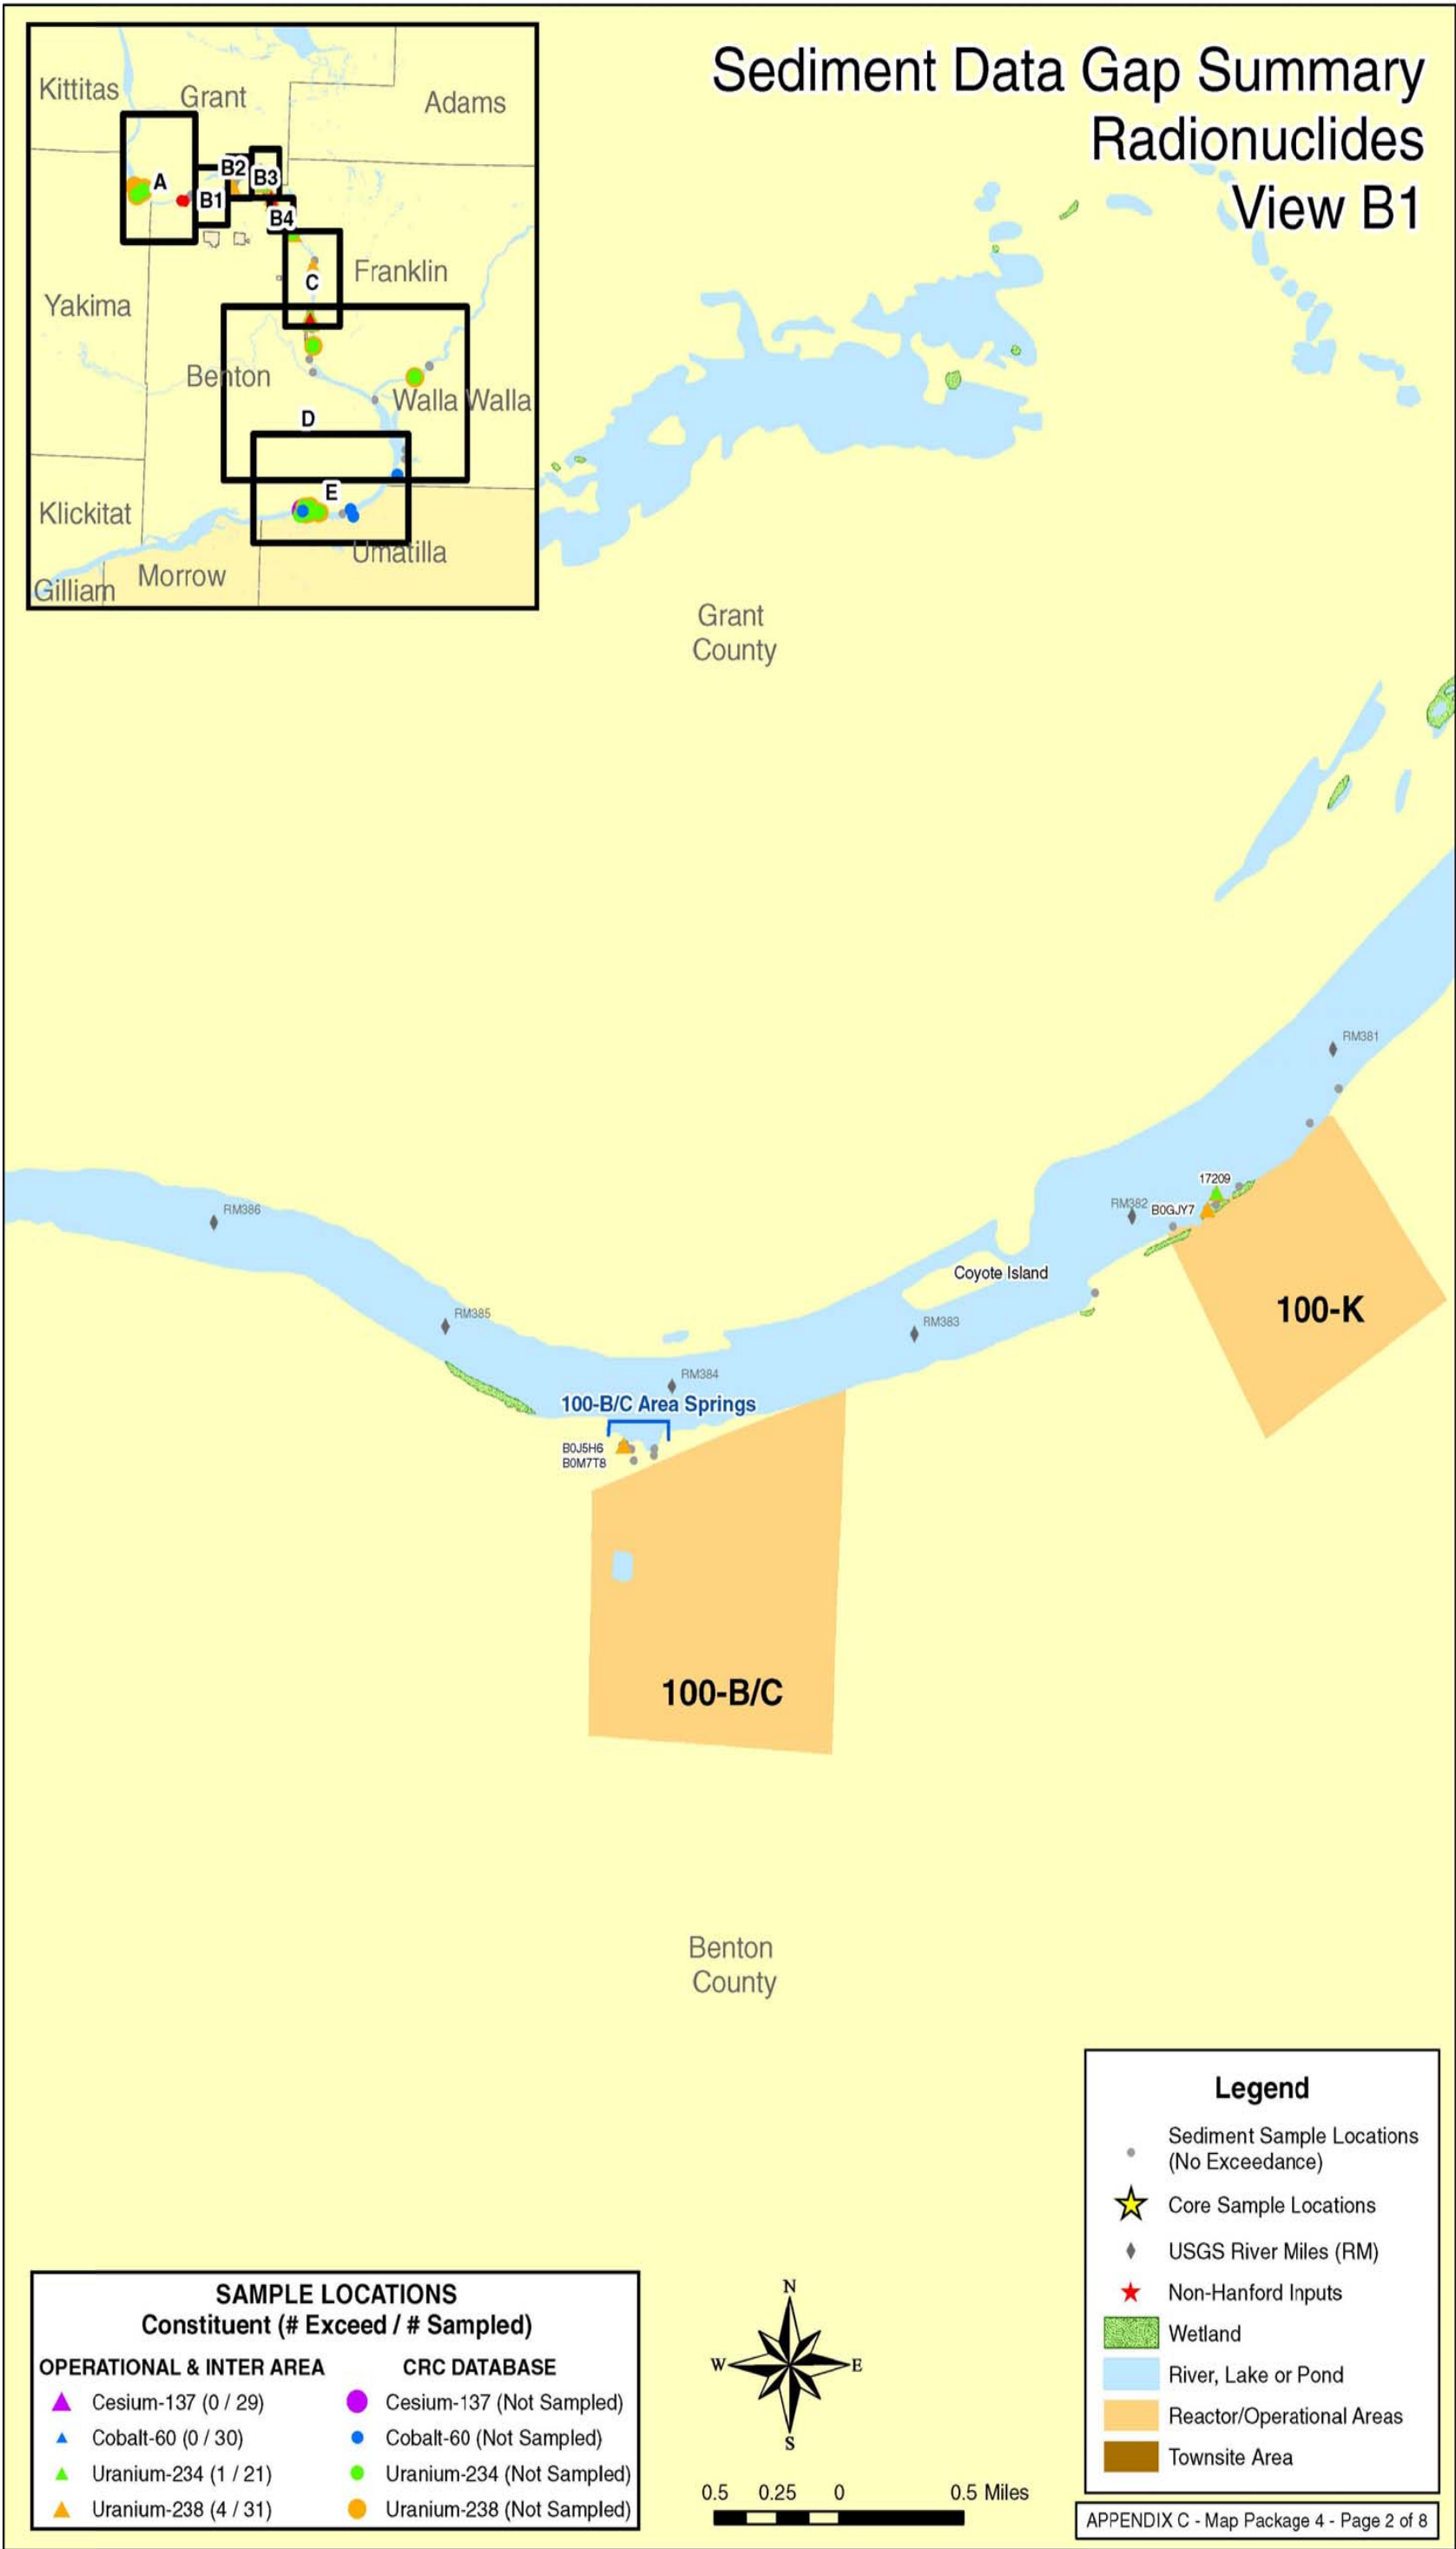 Sediment Data Gap Summary
Radionuclides
View B1
Kittitas
Grant
Adams
A
B2
B3
B1
B4
Franklin
C
Yakima
Benton
Walla Walla
D
E
Klickitat
Umatilla
Morrow
Gilliam
Grant
County
RM381
17209
RM382
B0GJY7
RM386
Coyote Island
100-K
RM385
RM383
RM384
100-B/C Area Springs
B0J5H6
B0M7T8
100-B/C
Benton
County
Legend
Sediment Sample Locations
(No Exceedance)
Core Sample Locations
USGS River Miles (RM)
Non-Hanford Inputs
Wetland
River, Lake or Pond
Reactor/Operational Areas
Townsite Area
SAMPLE LOCATIONS
Constituent (# Exceed / # Sampled)
OPERATIONAL & INTER AREA
CRC DATABASE
Cesium-137 (0 / 29)
Cesium-137 (Not Sampled)
Cobalt-60 (0 / 30)
Cobalt-60 (Not Sampled)
Uranium-234 (1 / 21)
Uranium-234 (Not Sampled)
Uranium-238 (4 / 31)
Uranium-238 (Not Sampled)
N
W
E
S
0.5 0.25 0 0.5 Miles
APPENDIX C - Map Package 4 - Page 2 of 8